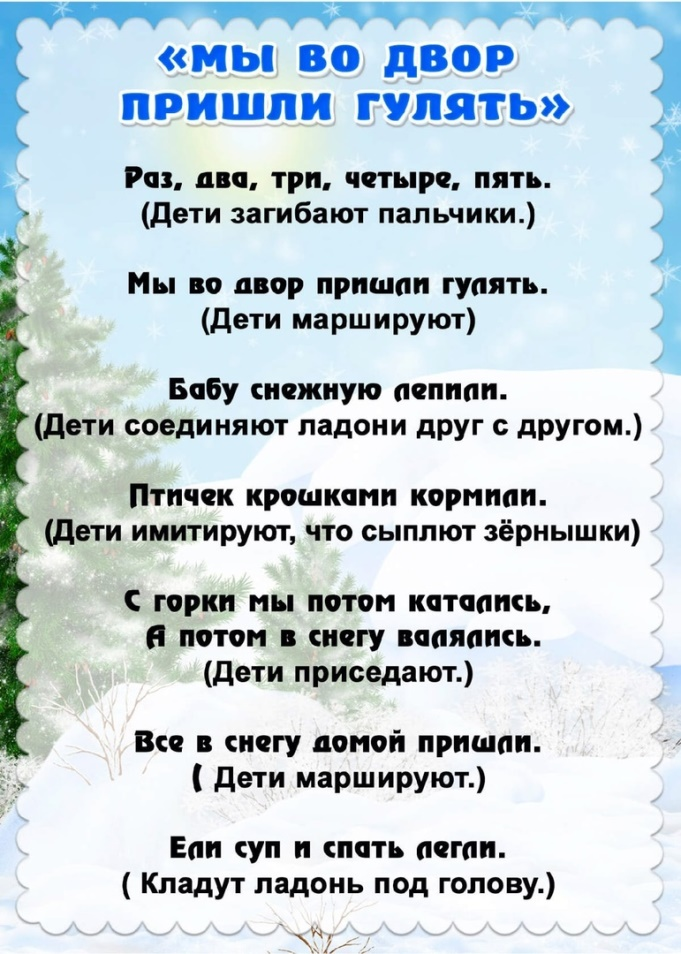 «МЫ ВО ДВОР
ПРИШЛИ ГУЛЯТЬ»
Раз, два, три, четыре, пять.
(Дети загибают пальчики.)
Мы во двор пришли гулять.
(Дети маршируют)
Бабу снежную лепили.
(Дети соединяют ладони друг с другом.)
Птичек крошками кормили.
(Дети имитируют, что сыплют зёрнышки)
С горки мы потом катались,
А потом в снегу валялись.
(Дети приседают.)
Все в снегу домой пришли.
( Дети маршируют.)
Ели суп и спать легли.
( Кладут ладонь под голову.)